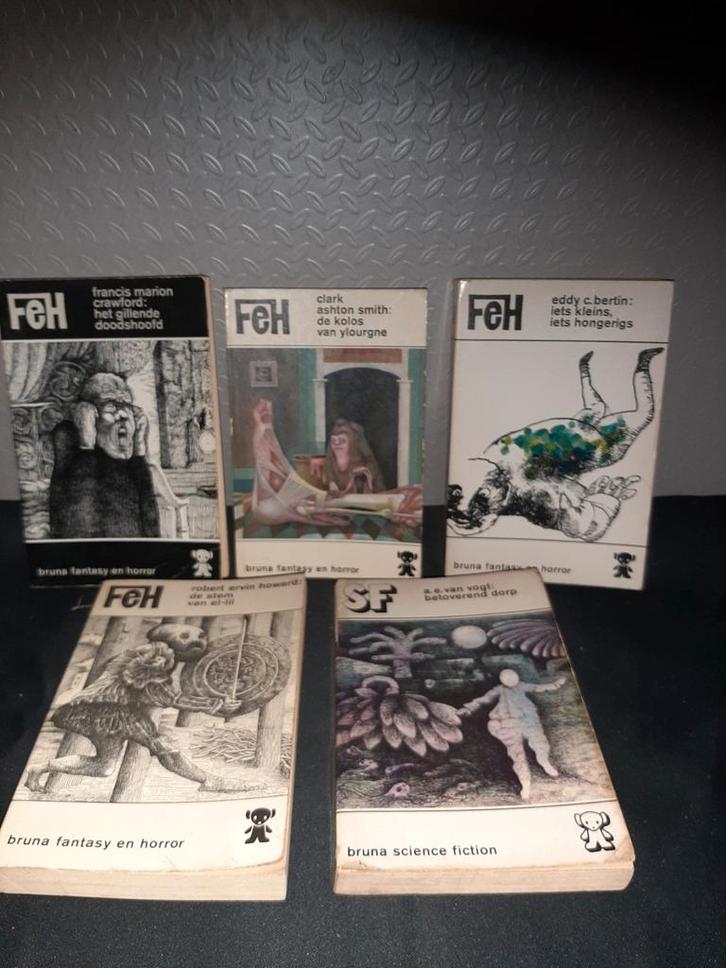 FeH
francis marion
crawford:
het gillende
doodshoofd
bruna fantasy en horror
FeH
clark
ashton smith:
de kolos
van ylourgne
bruna fantasy en horror
FeH
eddy c. bertin:
iets kleins,
iets hongerigs
bruna fantasy en horror
FeH
robert ervin howard:
de stem
van el-lil
bruna fantasy en horror
SF
a.e. van vogt:
betoverend dorp
bruna science fiction